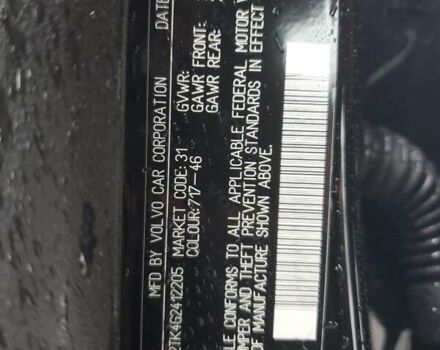 MFD BY VOLVO CAR CORPORATION DATE
GVWR:
GAWR FRONT:
GAWR REAR:
TK4G2412205 MARKET CODE: 31
COLOUR: 717-46
LE CONFORMS TO ALL APPLICABLE FEDERAL MOTOR
MPER AND THEFT PREVENTION STANDARDS IN EFFECT
OF MANUFACTURE SHOWN ABOVE.